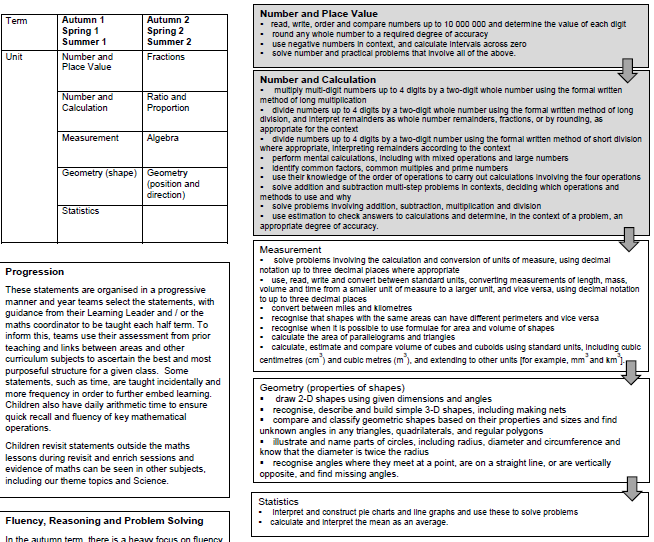 Term
Autumn 1
Spring 1
Summer 1
Autumn 2
Spring 2
Summer 2
Unit
Number and
Place Value
Fractions
Number and
Calculation
Ratio and
Proportion
Measurement
Algebra
Geometry (shape)
Geometry
(position and
direction)
Statistics
Progression
These statements are organised in a progressive
manner and year teams select the statements, with
guidance from their Learning Leader and / or the
maths coordinator to be taught each half term. To
inform this, teams use their assessment from prior
teaching and links between areas and other
curriculum subjects to ascertain the best and most
purposeful structure for a given class. Some
statements, such as time, are taught incidentally and
more frequency in order to further embed learning.
Children also have daily arithmetic time to ensure
quick recall and fluency of key mathematical
operations.
Children revisit statements outside the maths
lessons during revisit and enrich sessions and
evidence of maths can be seen in other subjects,
including our theme topics and Science.
Fluency, Reasoning and Problem Solving
In the autumn term, there is a heavy focus on fluency
Number and Place Value
• read, write, order and compare numbers up to 10 000 000 and determine the value of each digit
• round any whole number to a required degree of accuracy
• use negative numbers in context, and calculate intervals across zero
• solve number and practical problems that involve all of the above.
Number and Calculation
• multiply multi-digit numbers up to 4 digits by a two-digit whole number using the formal written
method of long multiplication
• divide numbers up to 4 digits by a two-digit whole number using the formal written method of long
division, and interpret remainders as whole number remainders, fractions, or by rounding, as
appropriate for the context
• divide numbers up to 4 digits by a two-digit number using the formal written method of short division
where appropriate, interpreting remainders according to the context
• perform mental calculations, including with mixed operations and large numbers
• identify common factors, common multiples and prime numbers
• use their knowledge of the order of operations to carry out calculations involving the four operations
• solve addition and subtraction multi-step problems in contexts, deciding which operations and
methods to use and why
• solve problems involving addition, subtraction, multiplication and division
• use estimation to check answers to calculations and determine, in the context of a problem, an
appropriate degree of accuracy.
Measurement
• solve problems involving the calculation and conversion of units of measure, using decimal
notation up to three decimal places where appropriate
• use, read, write and convert between standard units, converting measurements of length, mass,
volume and time from a smaller unit of measure to a larger unit, and vice versa, using decimal notation
to up to three decimal places
• convert between miles and kilometres
• recognise that shapes with the same areas can have different perimeters and vice versa
• recognise when it is possible to use formulae for area and volume of shapes
• calculate the area of parallelograms and triangles
• calculate, estimate and compare volume of cubes and cuboids using standard units, including cubic
centimetres (cm³) and cubic metres (m³), and extending to other units [for example, mm³ and km³].
Geometry (properties of shapes)
▪ draw 2-D shapes using given dimensions and angles
▪ recognise, describe and build simple 3-D shapes, including making nets
▪ compare and classify geometric shapes based on their properties and sizes and find
unknown angles in any triangles, quadrilaterals, and regular polygons
▪ illustrate and name parts of circles, including radius, diameter and circumference and
know that the diameter is twice the radius
▪ recognise angles where they meet at a point, are on a straight line, or are vertically
opposite, and find missing angles.
Statistics
• interpret and construct pie charts and line graphs and use these to solve problems
• calculate and interpret the mean as an average.